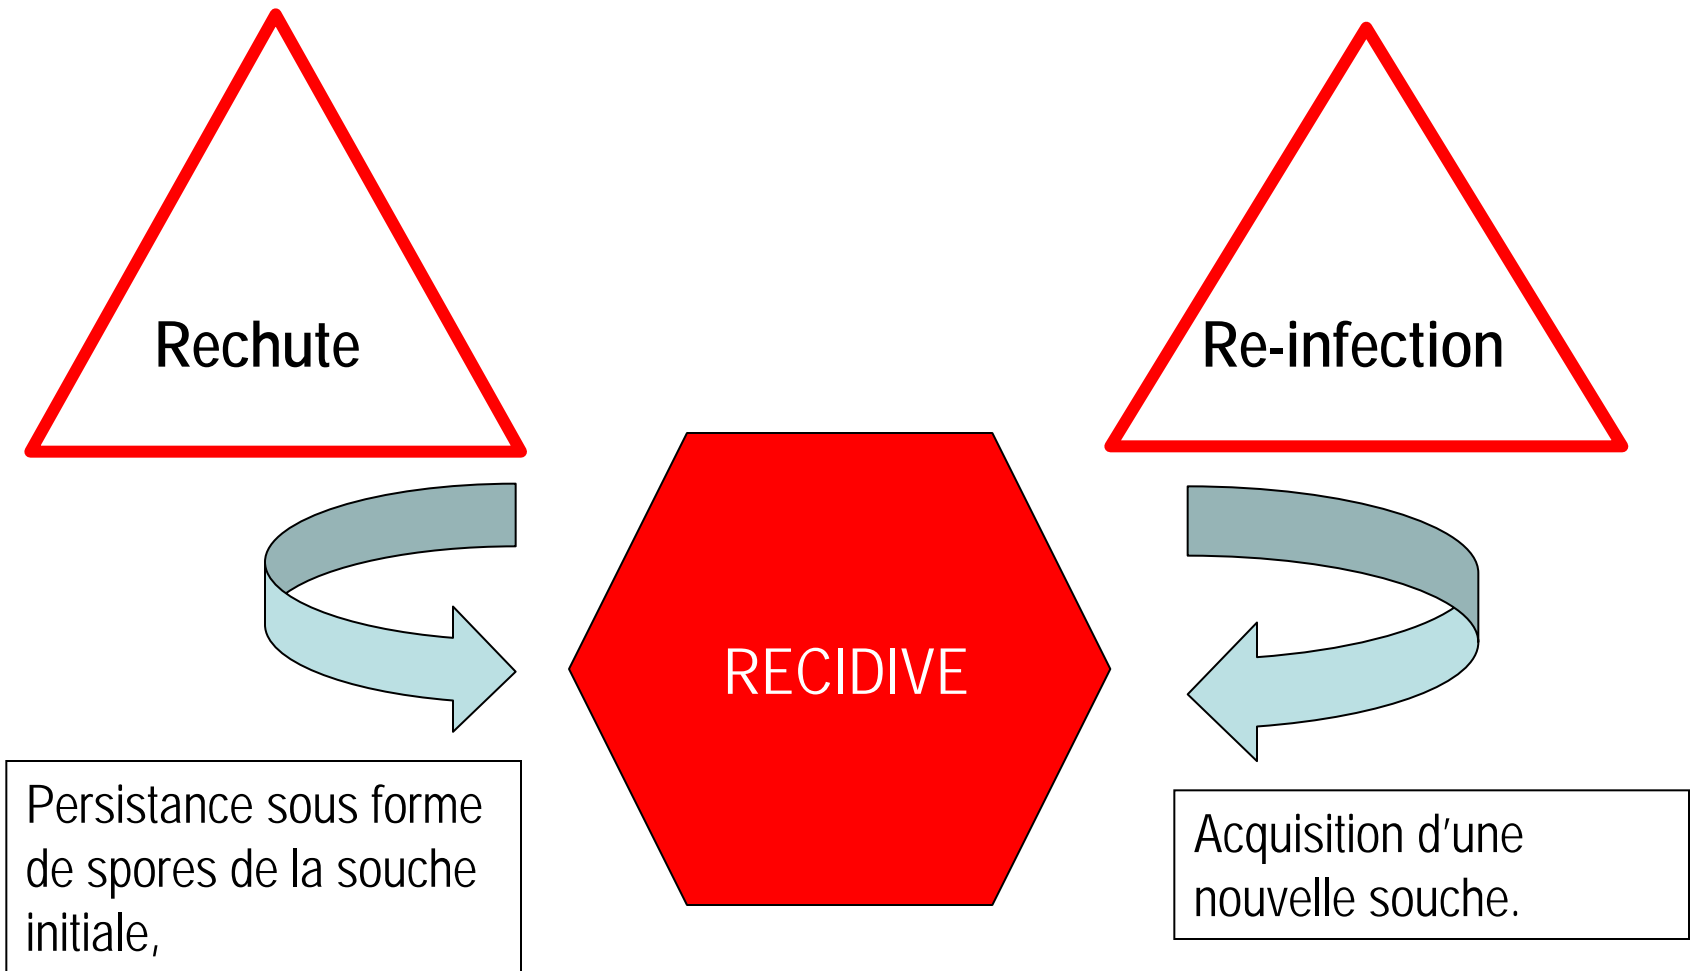 Rechute
Re-infection
RECIDIVE
Persistance sous forme
de spores de la souche
initiale,
Acquisition d'une
nouvelle souche.